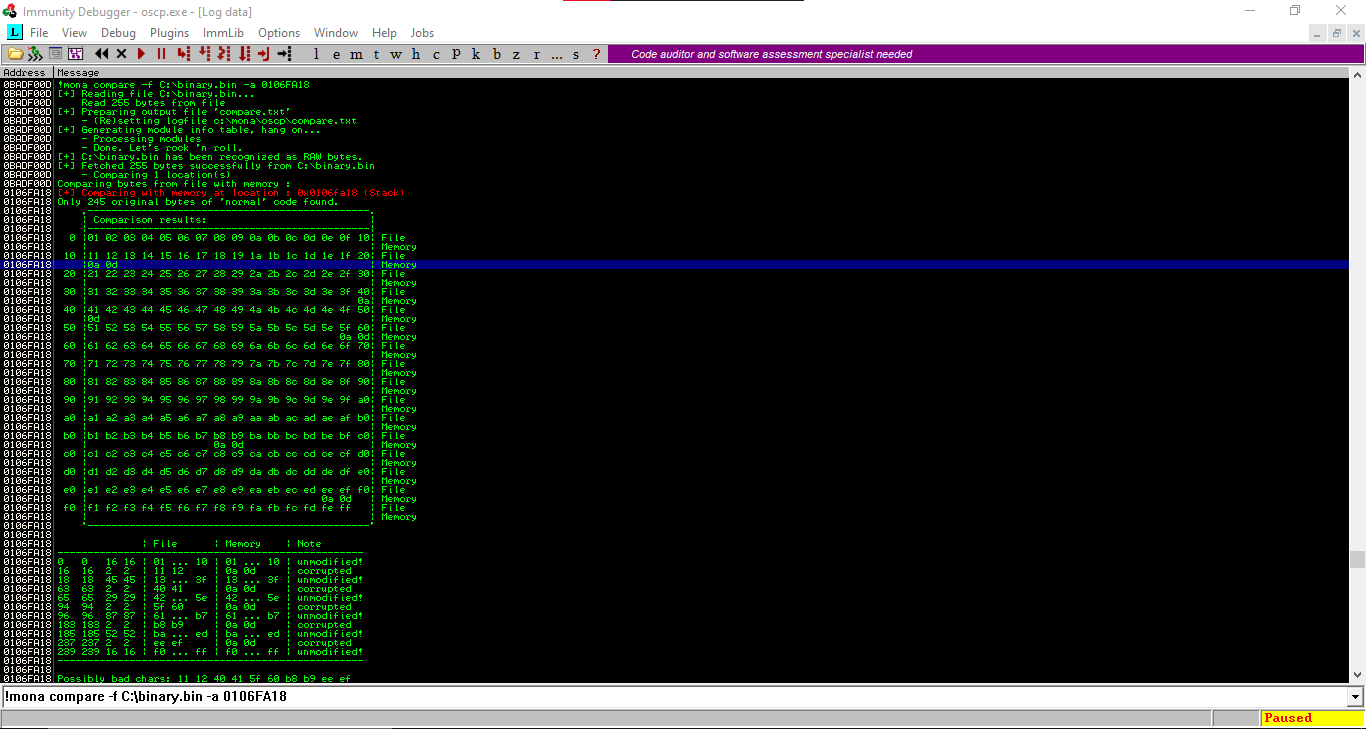 Immunity Debugger - oscp.exe - [Log data]
L File View Debug Plugins ImmLib Options Window Help Jobs
l e m t w h c P k b z r ... s ? Code auditor and software assessment specialist needed
Address Message
0BADF00D !mona compare -f C:\binary.bin -a 0106FA18
0BADF00D [+] Reading file C:\binary.bin...
0BADF00D Read 255 bytes from file
0BADF00D [+] Preparing output file 'compare.txt'
0BADF00D - (Re)setting logfile c:\mona\oscp\compare.txt
0BADF00D [+] Generating module info table, hang on...
0BADF00D - Processing modules
0BADF00D - Done. Let's rock 'n roll.
0BADF00D [+] C:\binary.bin has been recognized as RAW bytes.
0BADF00D [+] Fetched 255 bytes successfully from C:\binary.bin
0BADF00D - Comparing 1 location(s)
0BADF00D Comparing bytes from file with memory :
0106FA18 [+] Comparing with memory at location : 0x0106fa18 (Stack)
0106FA18 Only 245 original bytes of 'normal' code found.
0106FA18 ,-----------------------------------------------.
0106FA18 | Comparison results: |
0106FA18 |-----------------------------------------------|
0106FA18 0 |01 02 03 04 05 06 07 08 09 0a 0b 0c 0d 0e 0f 10| File
0106FA18 | | Memory
0106FA18 10 |11 12 13 14 15 16 17 18 19 1a 1b 1c 1d 1e 1f 20| File
0106FA18 |0a 0d | Memory
0106FA18 20 |21 22 23 24 25 26 27 28 29 2a 2b 2c 2d 2e 2f 30| File
0106FA18 | | Memory
0106FA18 30 |31 32 33 34 35 36 37 38 39 3a 3b 3c 3d 3e 3f 40| File
0106FA18 | 0a| Memory
0106FA18 40 |41 42 43 44 45 46 47 48 49 4a 4b 4c 4d 4e 4f 50| File
0106FA18 |0d | Memory
0106FA18 50 |51 52 53 54 55 56 57 58 59 5a 5b 5c 5d 5e 5f 60| File
0106FA18 | 0a 0d| Memory
0106FA18 60 |61 62 63 64 65 66 67 68 69 6a 6b 6c 6d 6e 6f 70| File
0106FA18 | | Memory
0106FA18 70 |71 72 73 74 75 76 77 78 79 7a 7b 7c 7d 7e 7f 80| File
0106FA18 | | Memory
0106FA18 80 |81 82 83 84 85 86 87 88 89 8a 8b 8c 8d 8e 8f 90| File
0106FA18 | | Memory
0106FA18 90 |91 92 93 94 95 96 97 98 99 9a 9b 9c 9d 9e 9f a0| File
0106FA18 | | Memory
0106FA18 a0 |a1 a2 a3 a4 a5 a6 a7 a8 a9 aa ab ac ad ae af b0| File
0106FA18 | | Memory
0106FA18 b0 |b1 b2 b3 b4 b5 b6 b7 b8 b9 ba bb bc bd be bf c0| File
0106FA18 | 0a 0d | Memory
0106FA18 c0 |c1 c2 c3 c4 c5 c6 c7 c8 c9 ca cb cc cd ce cf d0| File
0106FA18 | | Memory
0106FA18 d0 |d1 d2 d3 d4 d5 d6 d7 d8 d9 da db dc dd de df e0| File
0106FA18 | | Memory
0106FA18 e0 |e1 e2 e3 e4 e5 e6 e7 e8 e9 ea eb ec ed ee ef f0| File
0106FA18 | 0a 0d | Memory
0106FA18 f0 |f1 f2 f3 f4 f5 f6 f7 f8 f9 fa fb fc fd fe ff | File
0106FA18 | | Memory
0106FA18 `-----------------------------------------------'
0106FA18
0106FA18 | File | Memory | Note
0106FA18 ---------------------------------------------------
0106FA18 0 0 16 16 | 01 ... 10 | 01 ... 10 | unmodified!
0106FA18 16 16 2 2 | 11 12 | 0a 0d | corrupted
0106FA18 18 18 45 45 | 13 ... 3f | 13 ... 3f | unmodified!
0106FA18 63 63 2 2 | 40 41 | 0a 0d | corrupted
0106FA18 65 65 29 29 | 42 ... 5e | 42 ... 5e | unmodified!
0106FA18 94 94 2 2 | 5f 60 | 0a 0d | corrupted
0106FA18 96 96 87 87 | 61 ... b7 | 61 ... b7 | unmodified!
0106FA18 183 183 2 2 | b8 b9 | 0a 0d | corrupted
0106FA18 185 185 52 52 | ba ... ed | ba ... ed | unmodified!
0106FA18 237 237 2 2 | ee ef | 0a 0d | corrupted
0106FA18 239 239 16 16 | f0 ... ff | f0 ... ff | unmodified!
0106FA18 ---------------------------------------------------
0106FA18
0106FA18 Possibly bad chars: 11 12 40 41 5f 60 b8 b9 ee ef
!mona compare -f C:\binary.bin -a 0106FA18
Paused